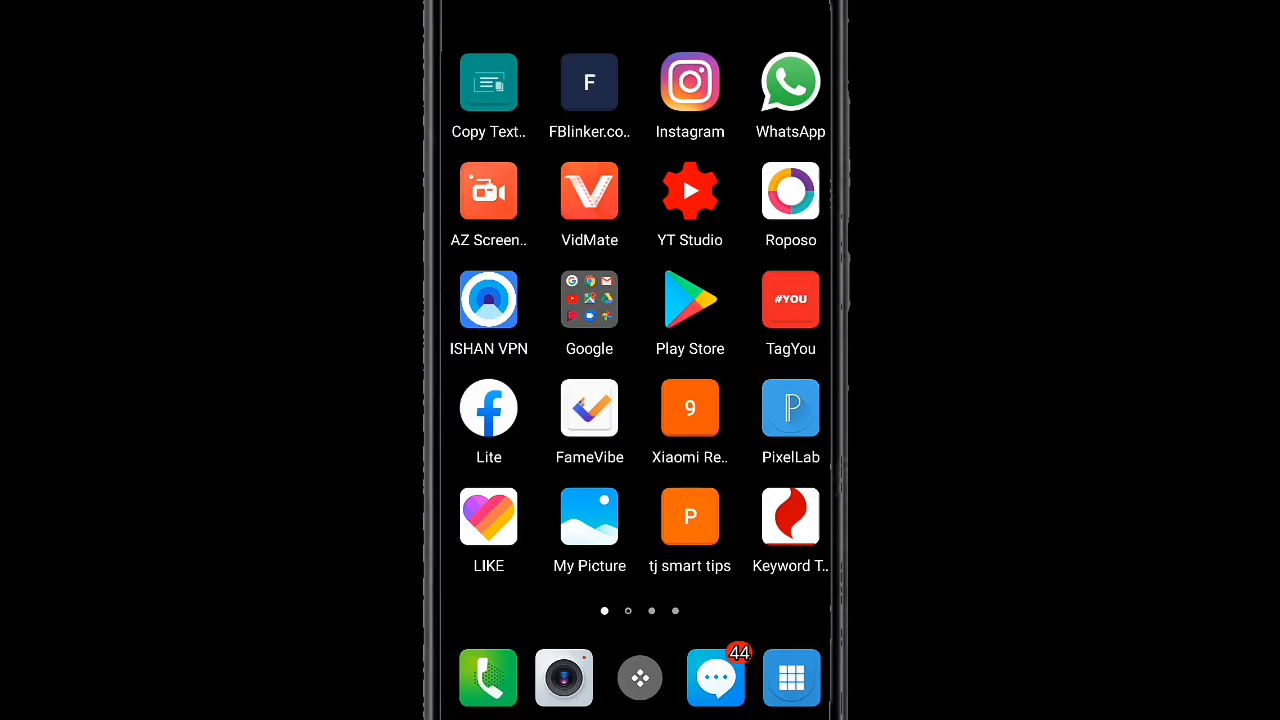 F
Copy Text.. FBlinker.co.. Instagram WhatsApp
AZ Screen.. VidMate YT Studio Roposo
#YOU
ISHAN VPN Google Play Store TagYou
9
Lite FameVibe Xiaomi Re.. PixelLab
P
LIKE My Picture tj smart tips Keyword T..
44